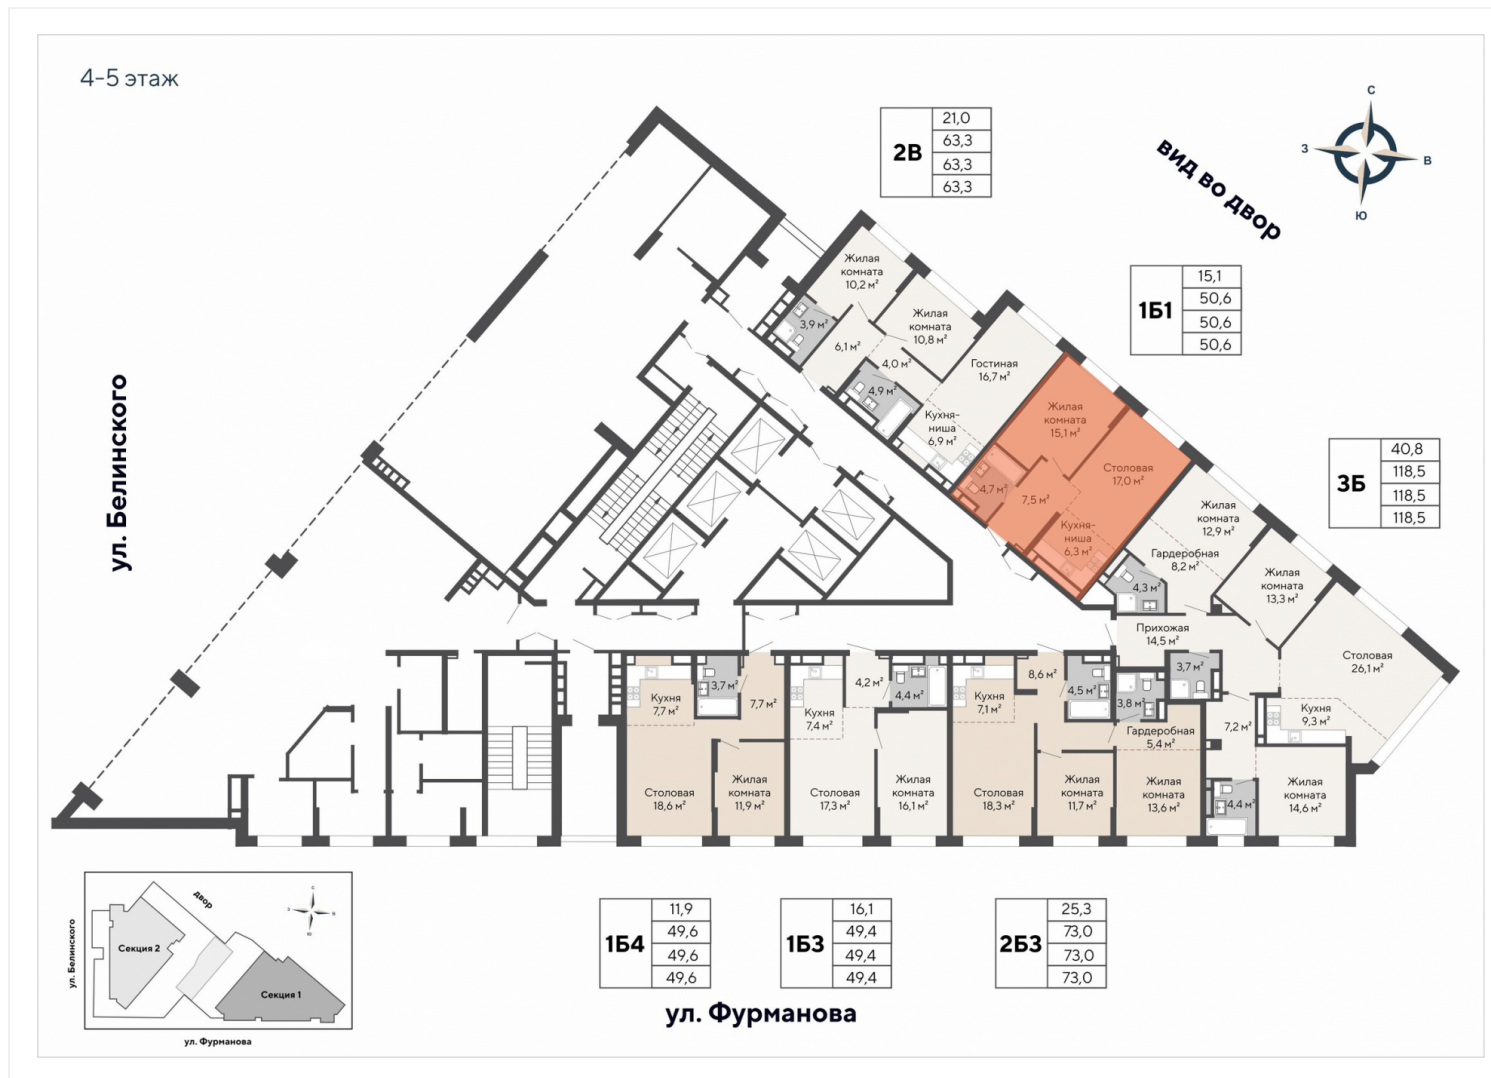 4-5 этаж
2В
21,0
63,3
63,3
63,3
вид во двор
С
З
В
Ю
1Б1
15,1
50,6
50,6
50,6
3Б
40,8
118,5
118,5
118,5
ул. Белинского
Жилая
комната
10,2 м²
3,9 м²
6,1 м²
Жилая
комната
10,8 м²
4,0 м²
4,9 м²
Гостиная
16,7 м²
Кухня-
ниша
6,9 м²
Жилая
комната
15,1 м²
Столовая
17,0 м²
4,7 м²
7,5 м²
Кухня-
ниша
6,3 м²
Жилая
комната
12,9 м²
Гардеробная
8,2 м²
4,3 м²
Жилая
комната
13,3 м²
Прихожая
14,5 м²
Столовая
26,1 м²
3,7 м²
7,2 м²
Кухня
9,3 м²
4,4 м²
Жилая
комната
14,6 м²
Кухня
7,7 м²
3,7 м²
7,7 м²
Столовая
18,6 м²
Жилая
комната
11,9 м²
Кухня
7,4 м²
4,2 м²
4,4 м²
Столовая
17,3 м²
Жилая
комната
16,1 м²
Кухня
7,1 м²
8,6 м²
4,5 м²
3,8 м²
Гардеробная
5,4 м²
Столовая
18,3 м²
Жилая
комната
11,7 м²
Жилая
комната
13,6 м²
1Б4
11,9
49,6
49,6
49,6
1Б3
16,1
49,4
49,4
49,4
2Б3
25,3
73,0
73,0
73,0
ул. Фурманова
двор
ул. Белинского
Секция 2
Секция 1
ул. Фурманова